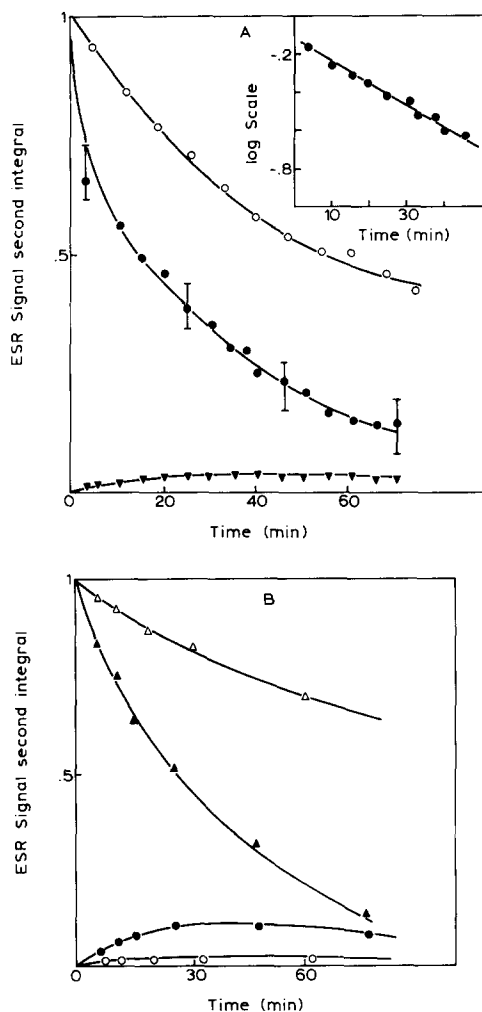 A
1
.5
0
20
40
60
Time (min)
ESR Signal second integral
-.2
-.8
log Scale
10
30
Time (min)
B
1
.5
0
30
60
Time (min)
ESR Signal second integral